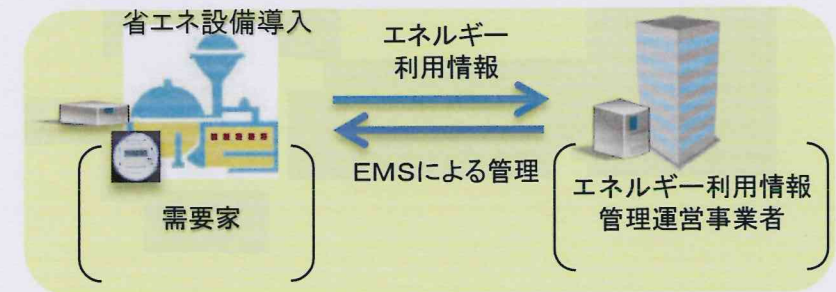 省エネ設備導入
エネルギー
利用情報
EMSによる管理
需要家
エネルギー利用情報
管理運営事業者